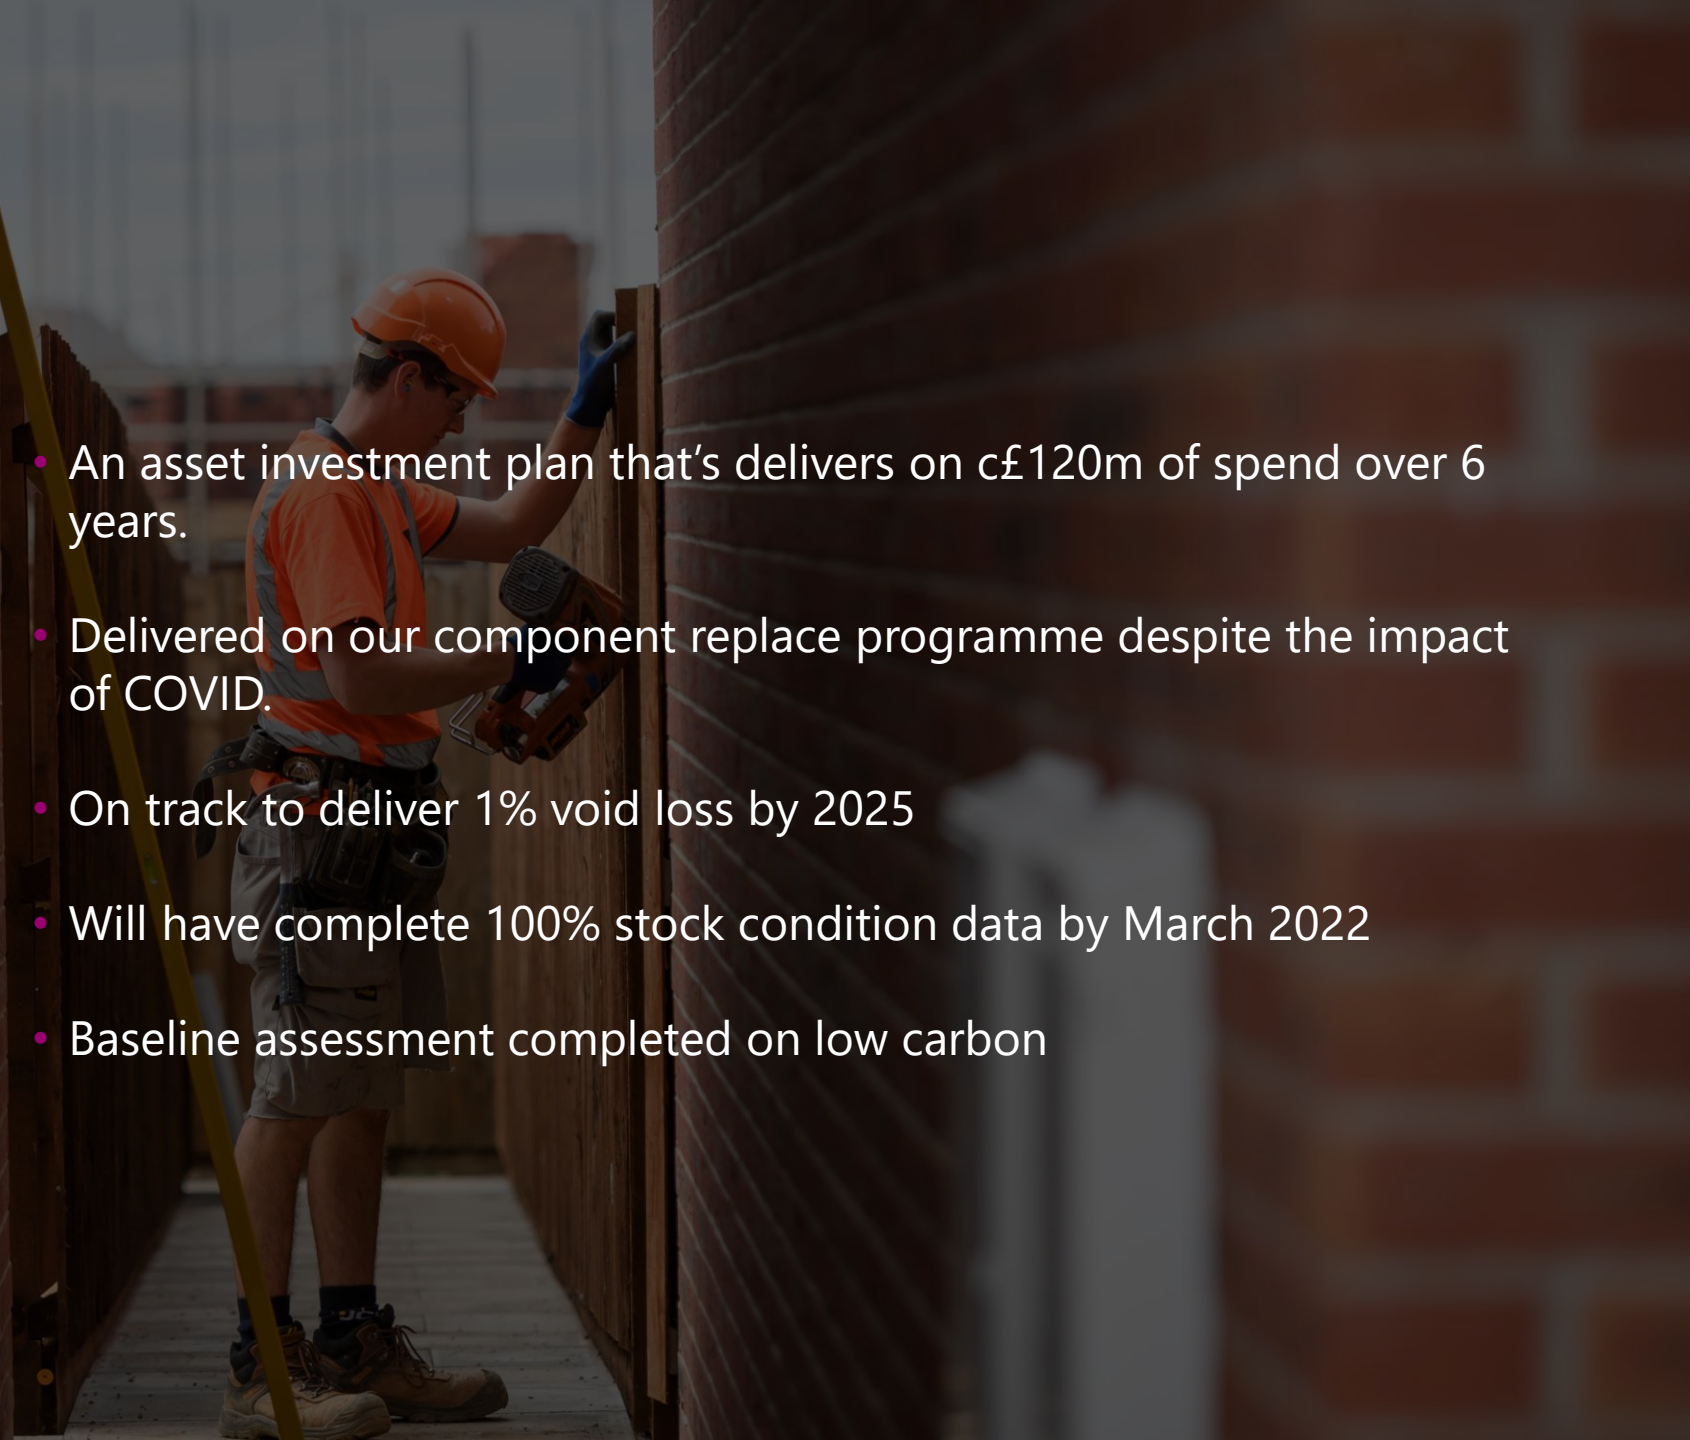 • An asset investment plan that’s delivers on c£120m of spend over 6
years.
• Delivered on our component replace programme despite the impact
of COVID.
• On track to deliver 1% void loss by 2025
• Will have complete 100% stock condition data by March 2022
• Baseline assessment completed on low carbon